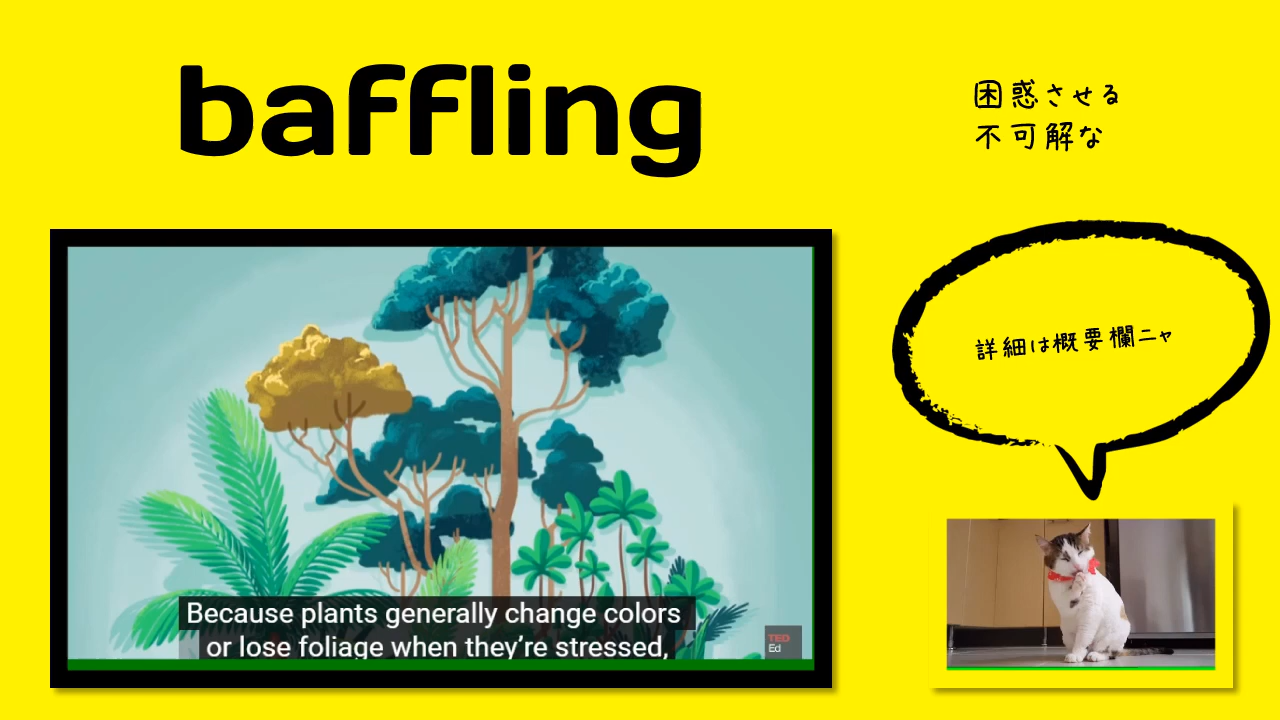 baffling
困惑させる
不可解な
詳細は概要欄ニャ
Because plants generally change colors
or lose foliage when they’re stressed,
TED
Ed